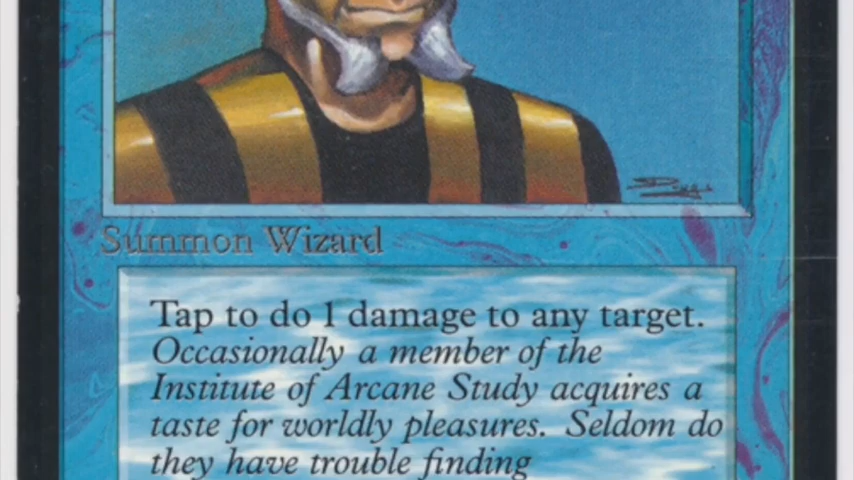 Summon Wizard
Tap to do 1 damage to any target.
Occasionally a member of the
Institute of Arcane Study acquires a
taste for worldly pleasures. Seldom do
they have trouble finding